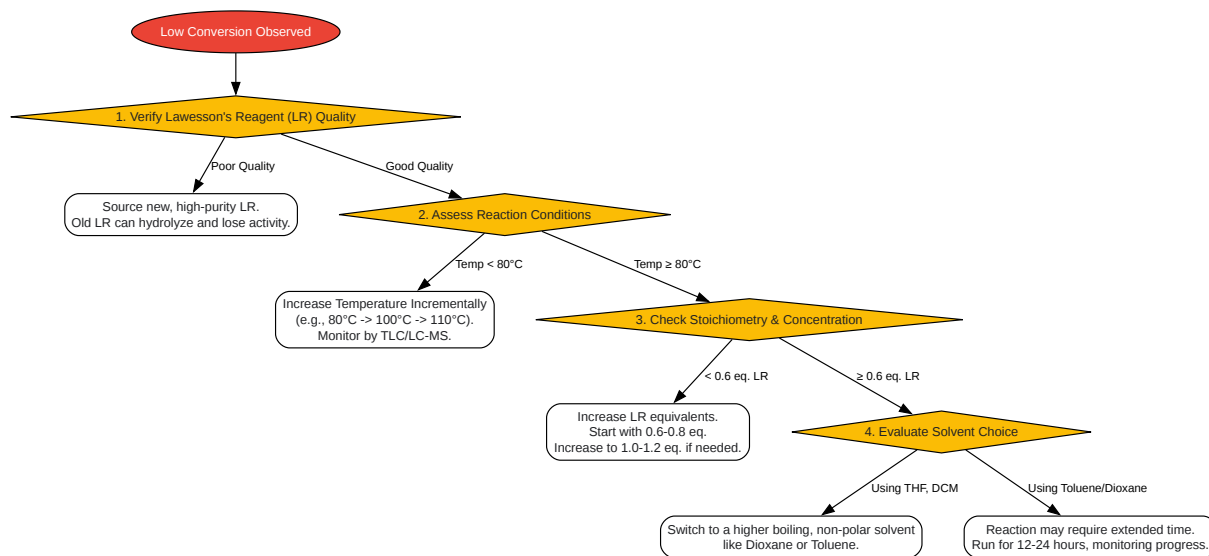 Low Conversion Observed
1. Verify Lawesson's Reagent (LR) Quality
Poor Quality
Good Quality
Source new, high-purity LR.
Old LR can hydrolyze and lose activity.
2. Assess Reaction Conditions
Temp < 80°C
Temp ≥ 80°C
Increase Temperature Incrementally
(e.g., 80°C -> 100°C -> 110°C).
Monitor by TLC/LC-MS.
3. Check Stoichiometry & Concentration
< 0.6 eq. LR
≥ 0.6 eq. LR
Increase LR equivalents.
Start with 0.6-0.8 eq.
Increase to 1.0-1.2 eq. if needed.
4. Evaluate Solvent Choice
Using THF, DCM
Using Toluene/Dioxane
Switch to a higher boiling, non-polar solvent
like Dioxane or Toluene.
Reaction may require extended time.
Run for 12-24 hours, monitoring progress.